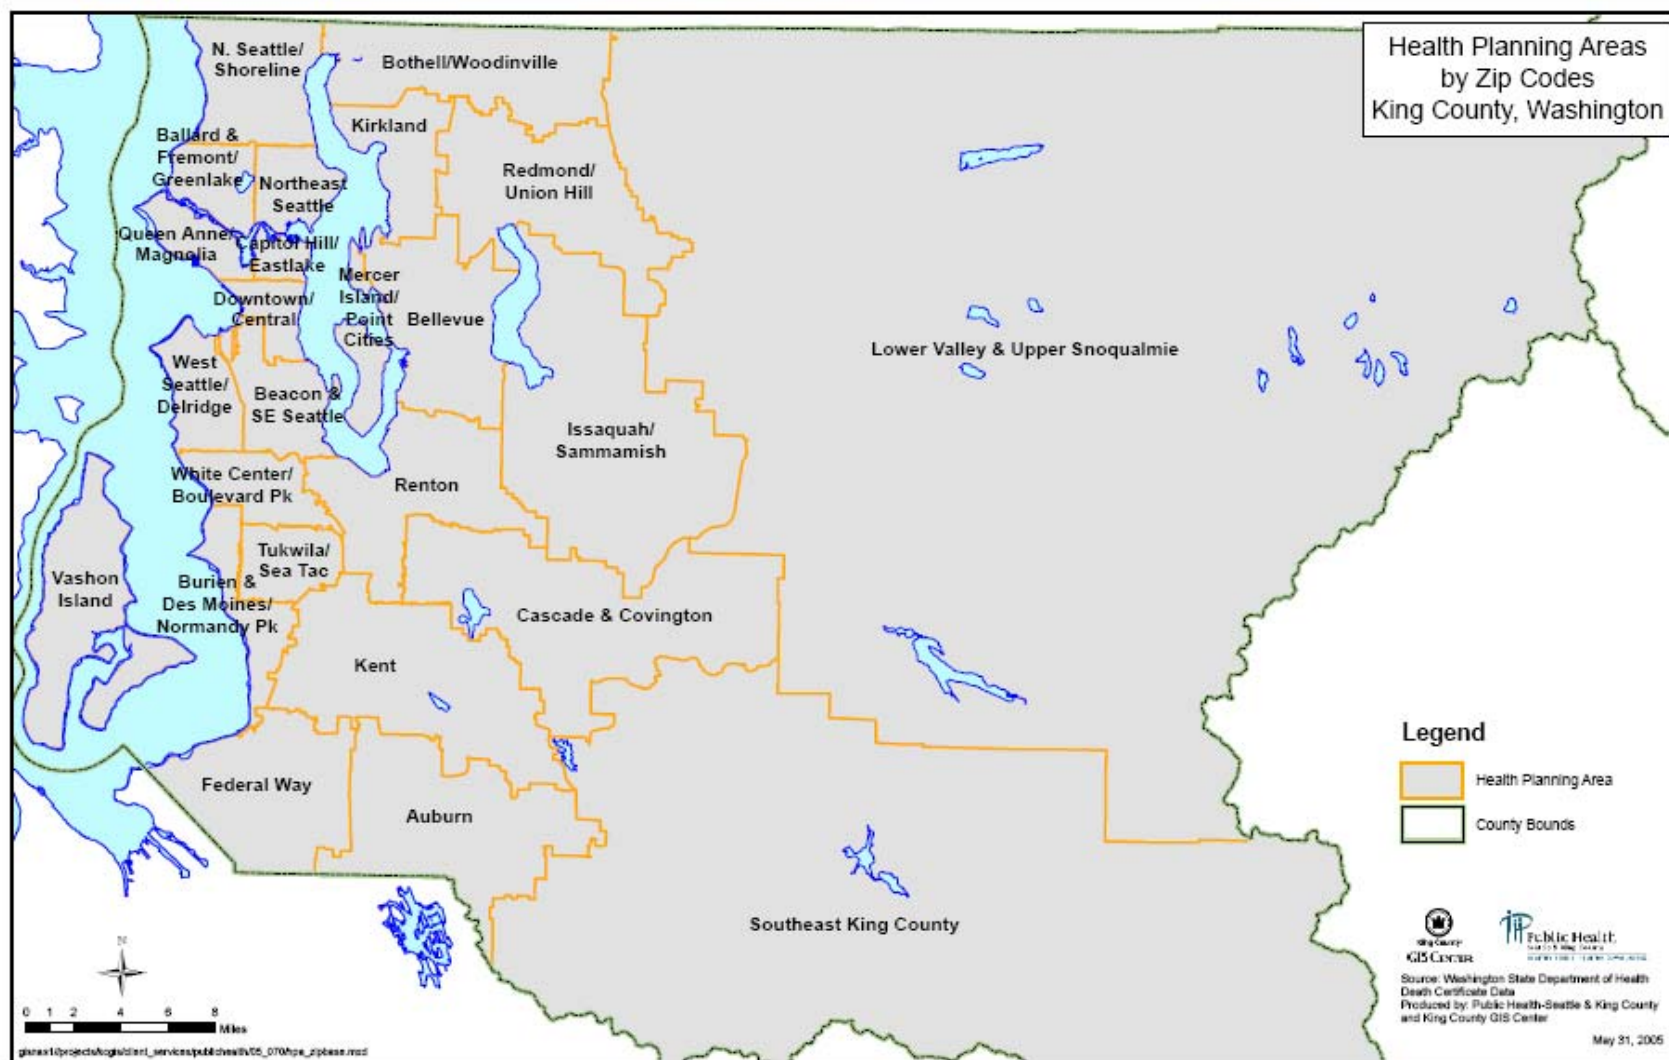 Health Planning Areas
by Zip Codes
King County, Washington
N. Seattle/
Shoreline
Bothell/Woodinville
Kirkland
Ballard &
Fremont/
Greenlake
Northeast
Seattle
Redmond/
Union Hill
Queen Anne/
Magnolia
Capitol Hill/
Eastlake
Mercer
Island/
Point
Cities
Downtown/
Central
Bellevue
Lower Valley & Upper Snoqualmie
West
Seattle/
Delridge
Beacon &
SE Seattle
Issaquah/
Sammamish
White Center/
Boulevard Pk
Renton
Tukwila/
Sea Tac
Vashon
Island
Burien &
Des Moines/
Normandy Pk
Cascade & Covington
Kent
Federal Way
Auburn
Southeast King County
Legend
Health Planning Area
County Bounds
N
0 1 2 4 6 8
Miles
King County
GIS CENTER
Public Health
Source: Washington State Department of Health
Death Certificate Data
Produced by: Public Health-Seattle & King County
and King County GIS Center
May 31, 2005